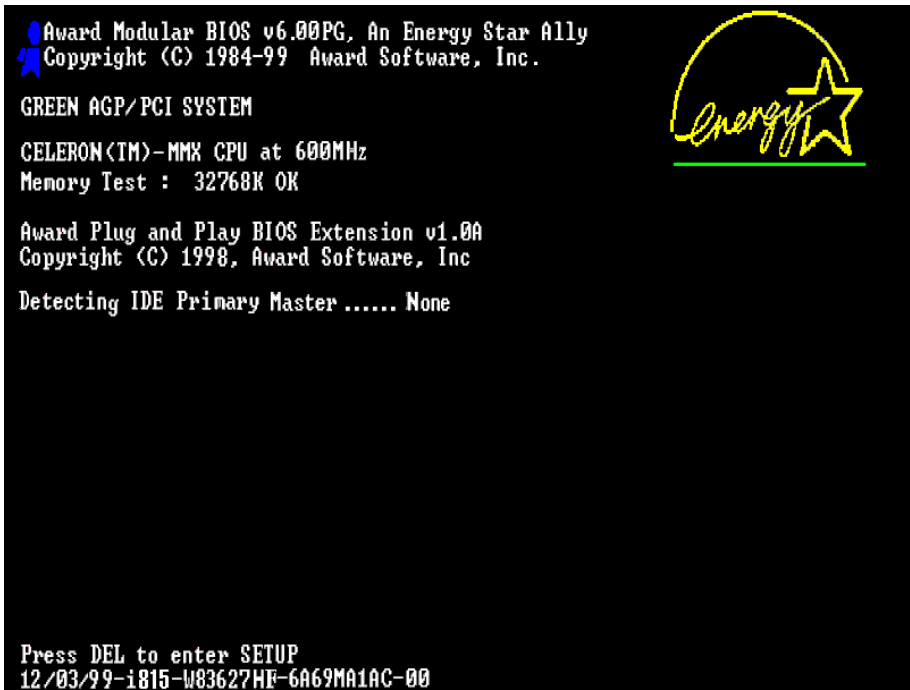 Award Modular BIOS v6.00PG, An Energy Star Ally
Copyright (C) 1984-99 Award Software, Inc.
energy
GREEN AGP/PCI SYSTEM
CELERON(TM)-MMX CPU at 600MHz
Memory Test : 32768K OK
Award Plug and Play BIOS Extension v1.0A
Copyright (C) 1998, Award Software, Inc
Detecting IDE Primary Master ...... None
Press DEL to enter SETUP
12/03/99-i815-W83627HF-6A69MA1AC-00